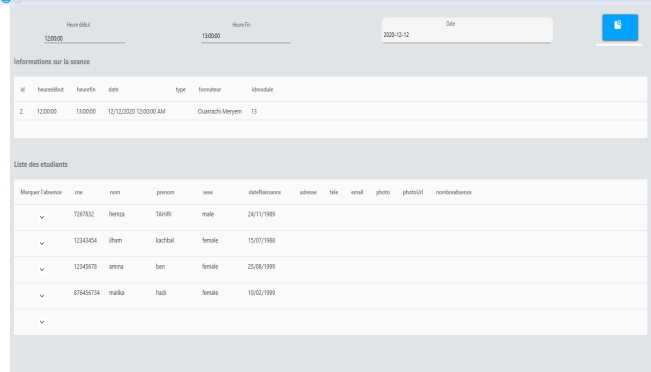 Heure début Heure Fin Date
12:00:00 13:00:00 2020-12-12
Informations sur la seance
id heuredébut heurefin date type formateur idmodule
2 12:00:00 13:00:00 12/12/2020 12:00:00 AM Ouarrachi Meryem 13
Liste des etudiants
Marquer l'absence cne nom prenom sexe dateNaissance adresse tele email photo photoUrl nombreabsence
7267832 hemza TAHIRI male 24/11/1989
12343454 ilham kachbal female 15/07/1988
12345678 amina ben female 25/08/1999
876456734 malika hadi female 10/02/1999